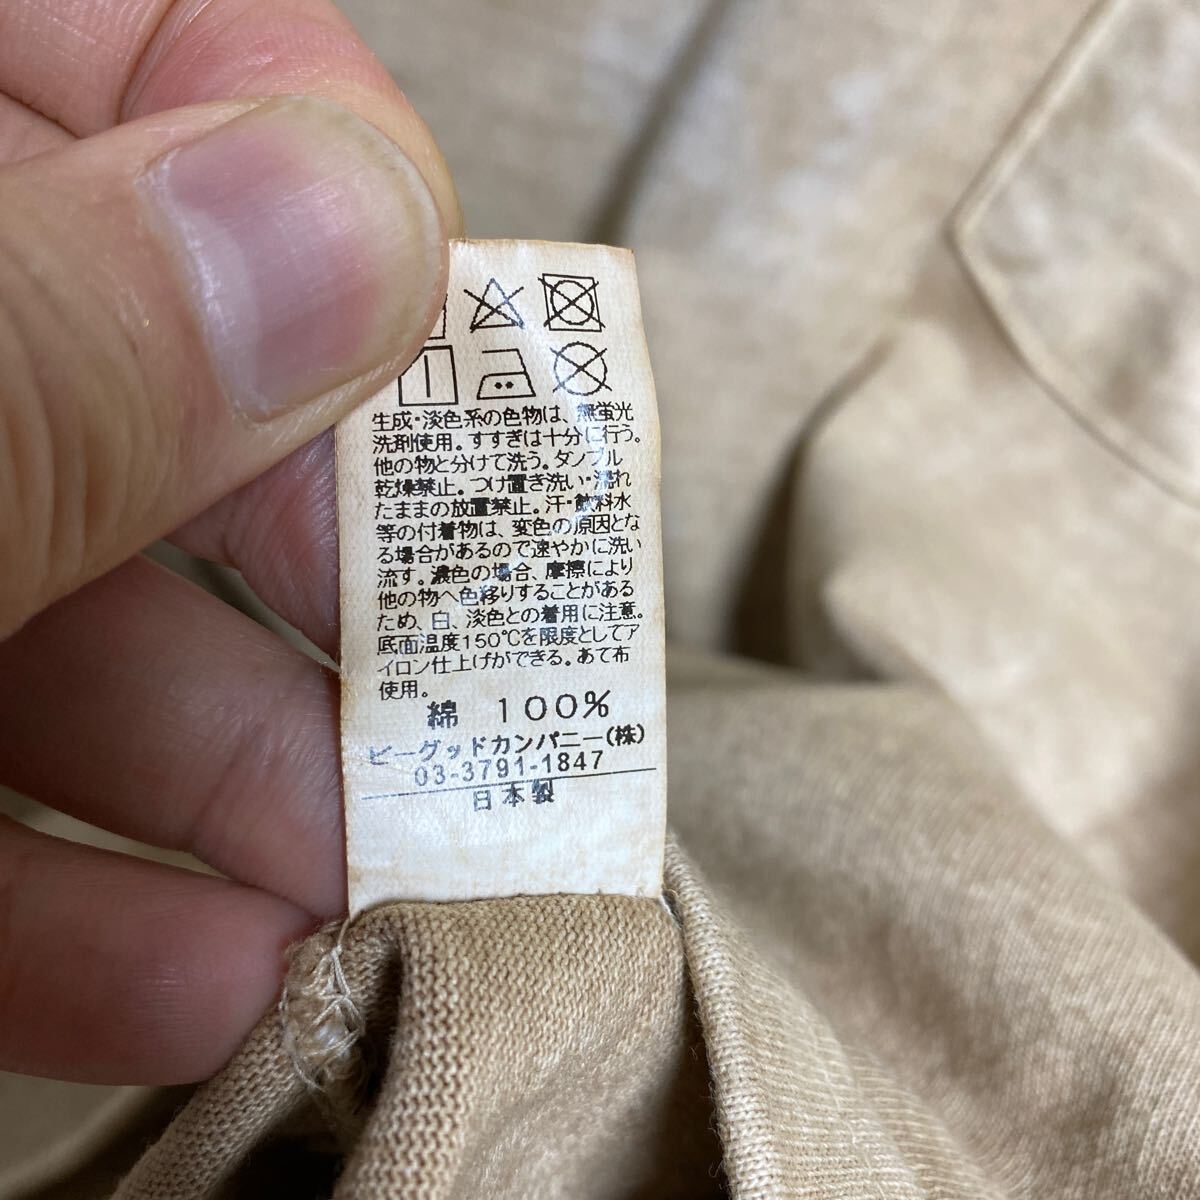 生成・淡色系の色物は、無蛍光
洗剤使用。すすぎは十分に行う。
他の物と分けて洗う。タンブル
乾燥禁止。つけ置き洗い・濡れ
たままの放置禁止。汗・飲料水
等の付着物は、変色の原因とな
る場合があるので速やかに洗い
流す。濃色の場合、摩擦により
他の物へ色移りすることがある
ため、白、淡色との着用に注意。
底面温度150℃を限度としてア
イロン仕上げができる。あて布
使用。
綿 100%
ビーグッドカンパニー(株)
03-3791-1847
日本製